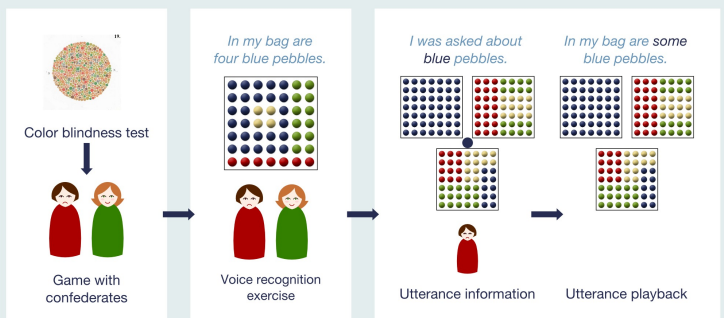 19.
Color blindness test
Game with
confederates
In my bag are
four blue pebbles.
Voice recognition
exercise
I was asked about
blue pebbles.
Utterance information
In my bag are some
blue pebbles.
Utterance playback